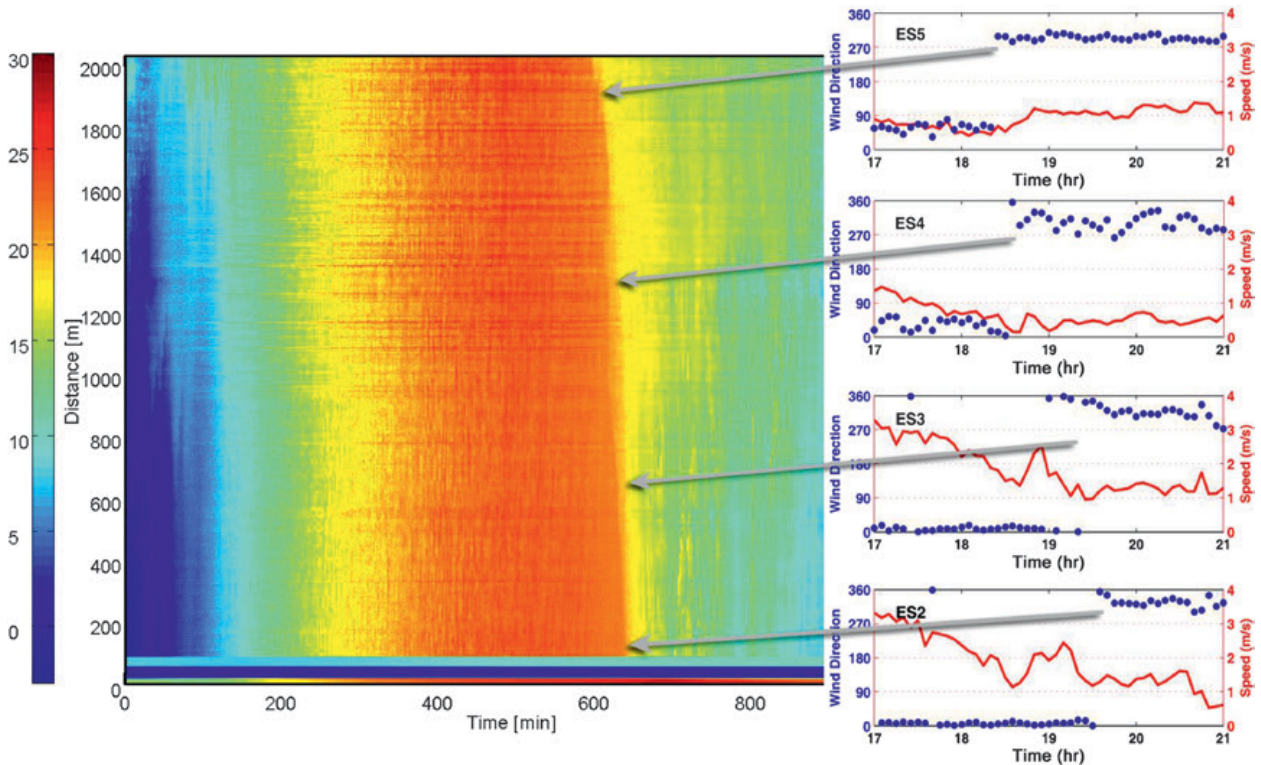 30
25
20
15
10
5
0
Distance [m]
2000
1800
1600
1400
1200
1000
800
600
400
200
0
0 200 400 600 800
Time [min]
ES5
Wind Direction
360
270
180
90
0
Speed (m/s)
4
3
2
1
0
17 18 19 20 21
Time (hr)
ES4
Wind Direction
360
270
180
90
0
Speed (m/s)
4
3
2
1
0
17 18 19 20 21
Time (hr)
ES3
Wind Direction
360
270
180
90
0
Speed (m/s)
4
3
2
1
0
17 18 19 20 21
Time (hr)
ES2
Wind Direction
360
270
180
90
0
Speed (m/s)
4
3
2
1
0
17 18 19 20 21
Time (hr)